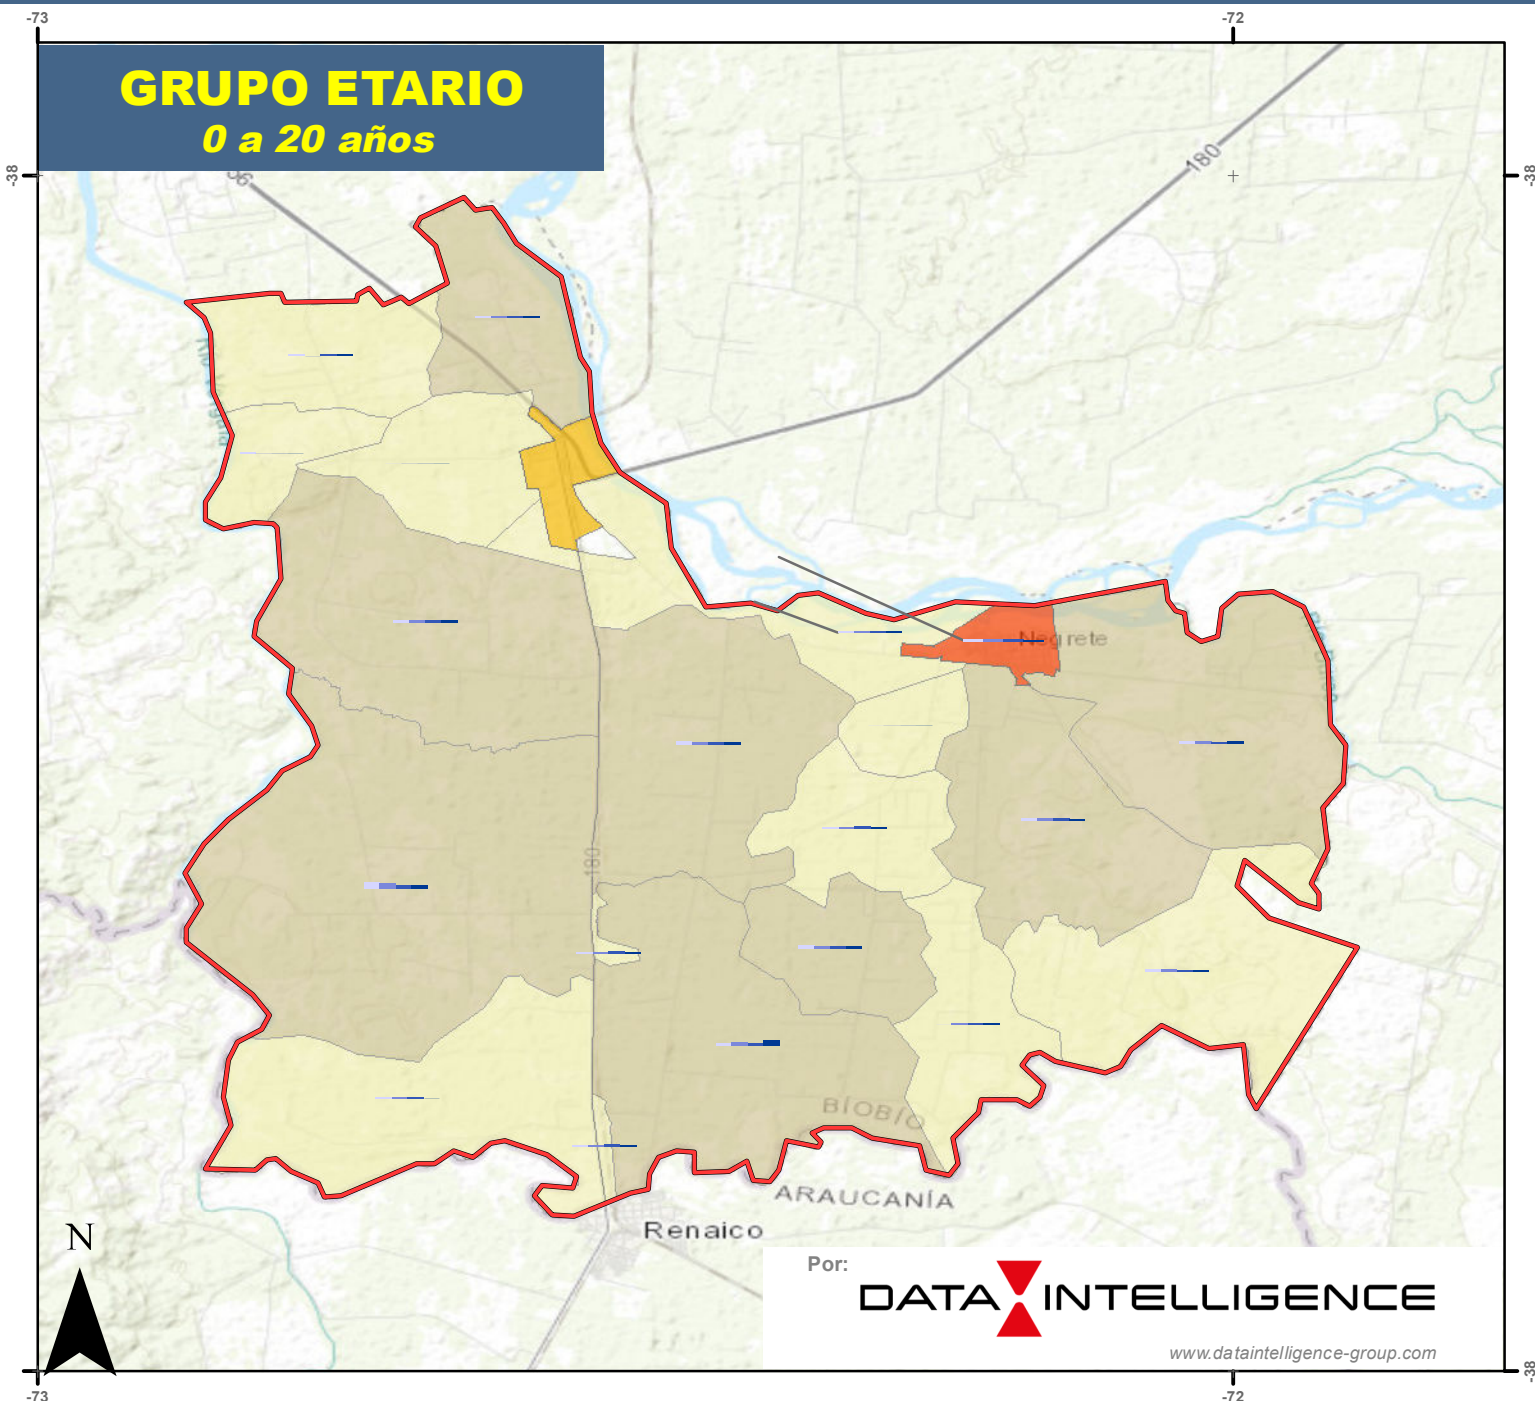 -73
-72
GRUPO ETARIO
0 a 20 años
180
-38
-38
Negrete
180
BÍOBÍO
ARAUCANÍA
Renaico
N
Por:
DATA INTELLIGENCE
www.dataintelligence-group.com
-38
-73
-72